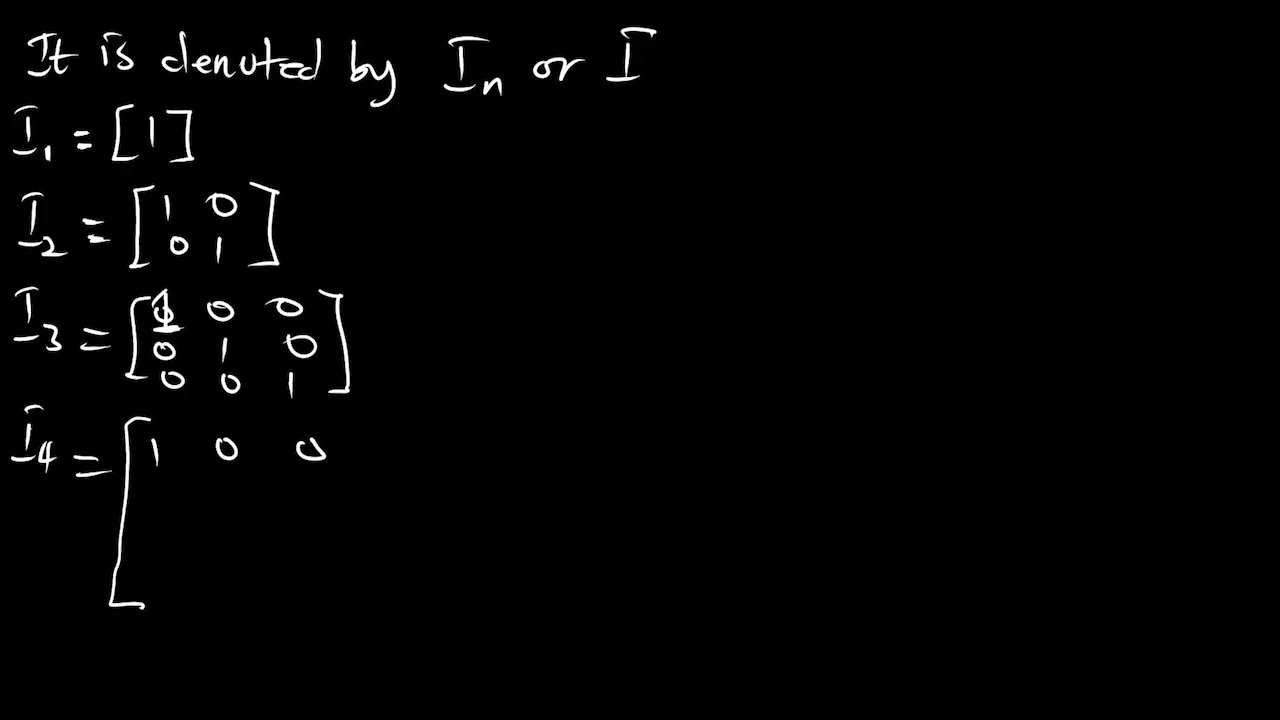 It is denoted by Iₙ or I
I₁ = [1]
I₂ = [1 0
0 1]
I₃ = [1 0 0
0 1 0
0 0 1]
I₄ = [1 0 0